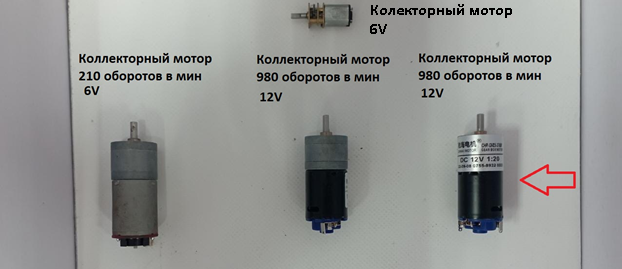 Колекторный мотор
6V
Коллекторный мотор
210 оборотов в мин
6V
Коллекторный мотор
980 оборотов в мин
12V
Коллекторный мотор
980 оборотов в мин
12V
DC 12V 1:20